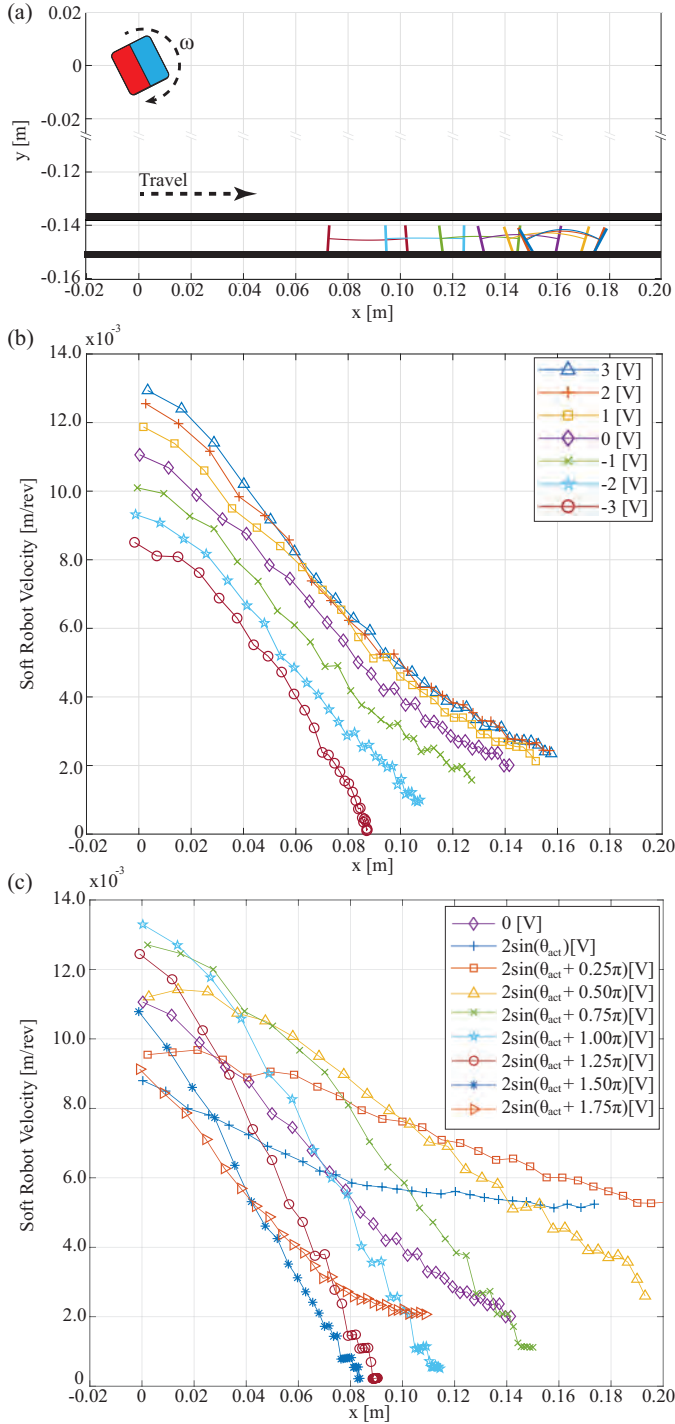 (a)
0.02
0
-0.02
-0.12
-0.14
-0.16
y [m]
ω
Travel
-0.02 0 0.02 0.04 0.06 0.08 0.10 0.12 0.14 0.16 0.18 0.20
x [m]
(b)
x10⁻³
14.0
12.0
10.0
8.0
6.0
4.0
2.0
0
Soft Robot Velocity [m/rev]
3 [V]
2 [V]
1 [V]
0 [V]
-1 [V]
-2 [V]
-3 [V]
-0.02 0 0.02 0.04 0.06 0.08 0.10 0.12 0.14 0.16 0.18 0.20
x [m]
(c)
x10⁻³
14.0
12.0
10.0
8.0
6.0
4.0
2.0
0
Soft Robot Velocity [m/rev]
0 [V]
2sin(θact)[V]
2sin(θact + 0.25π)[V]
2sin(θact + 0.50π)[V]
2sin(θact + 0.75π)[V]
2sin(θact + 1.00π)[V]
2sin(θact + 1.25π)[V]
2sin(θact + 1.50π)[V]
2sin(θact + 1.75π)[V]
-0.02 0 0.02 0.04 0.06 0.08 0.10 0.12 0.14 0.16 0.18 0.20
x [m]